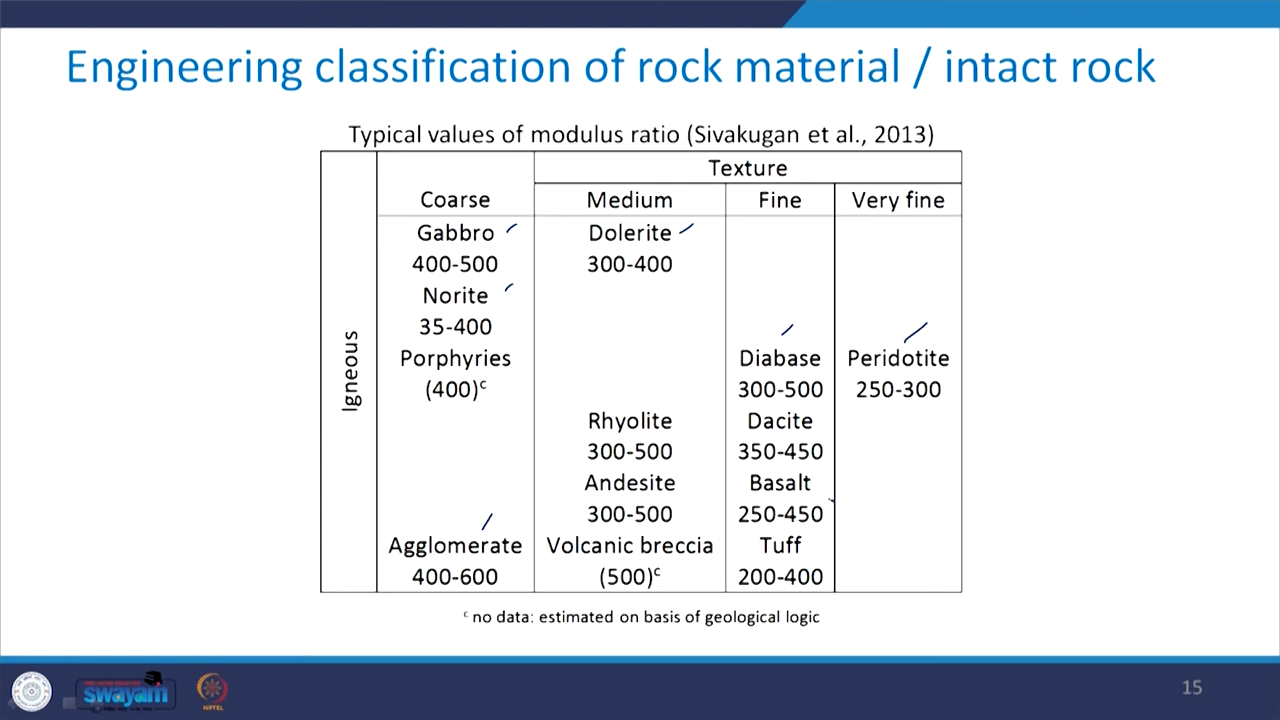 Engineering classification of rock material / intact rock
Typical values of modulus ratio (Sivakugan et al., 2013)
Texture
Coarse Medium Fine Very fine
Igneous
Gabbro Dolerite
400-500 300-400
Norite
35-400
Porphyries Diabase Peridotite
(400)c 300-500 250-300
Rhyolite Dacite
300-500 350-450
Andesite Basalt
300-500 250-450
Agglomerate Volcanic breccia Tuff
400-600 (500)c 200-400
c no data: estimated on basis of geological logic
swayam
NPTEL
15